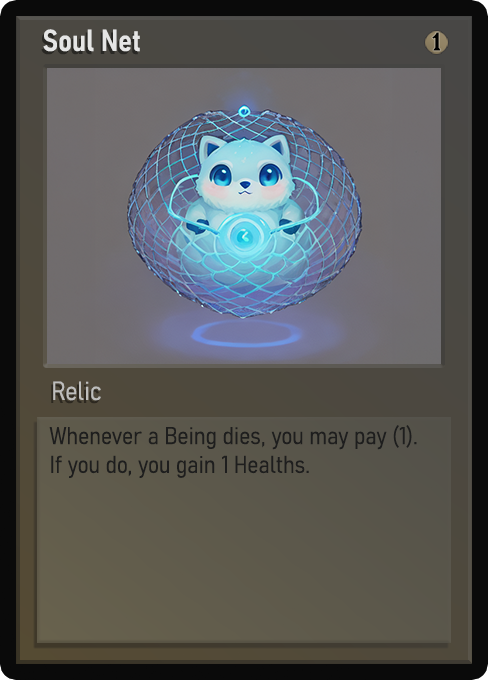 Soul Net 1
Relic
Whenever a Being dies, you may pay (1).
If you do, you gain 1 Healths.